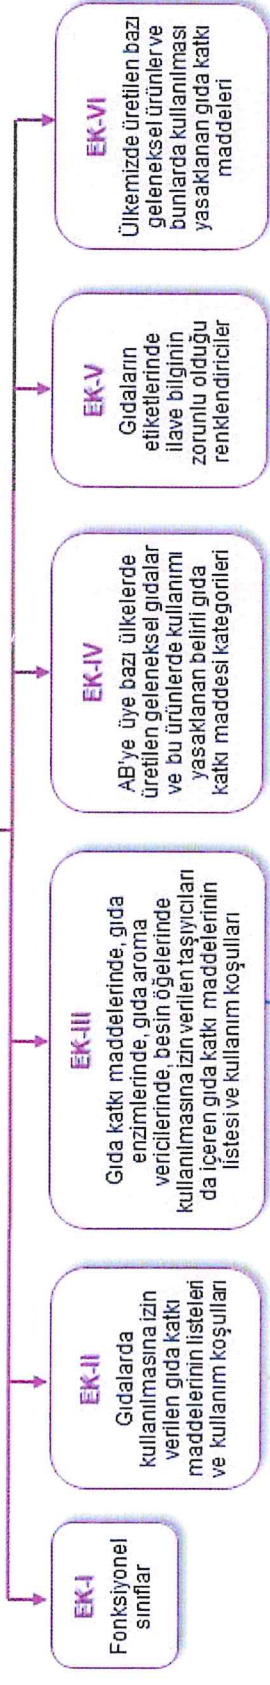 EK-I
Fonksiyonel
sınıflar
EK-II
Gıdalarda
kullanılmasına izin
verilen gıda katkı
maddelerinin listeleri
ve kullanım koşulları
EK-III
Gıda katkı maddelerinde, gıda
enzimlerinde, gıda aroma
vericilerinde, besin öğelerinde
kullanılmasına izin verilen taşıyıcıları
da içeren gıda katkı maddelerinin
listesi ve kullanım koşulları
EK-IV
AB'ye üye bazı ülkelerde
üretilen geleneksel gıdalar
ve bu ürünlerde kullanımı
yasaklanan belirli gıda
katkı maddesi kategorileri
EK-V
Gıdaların
etiketlerinde
ilave bilginin
zorunlu olduğu
renklendiriciler
EK-VI
Ülkemizde üretilen bazı
geleneksel ürünler ve
bunlarda kullanılması
yasaklanan gıda katkı
maddeleri